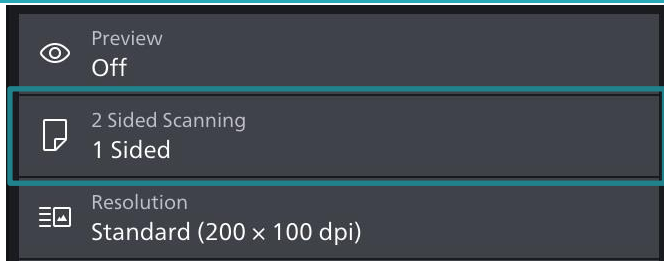 Preview
Off
2 Sided Scanning
1 Sided
Resolution
Standard (200 × 100 dpi)